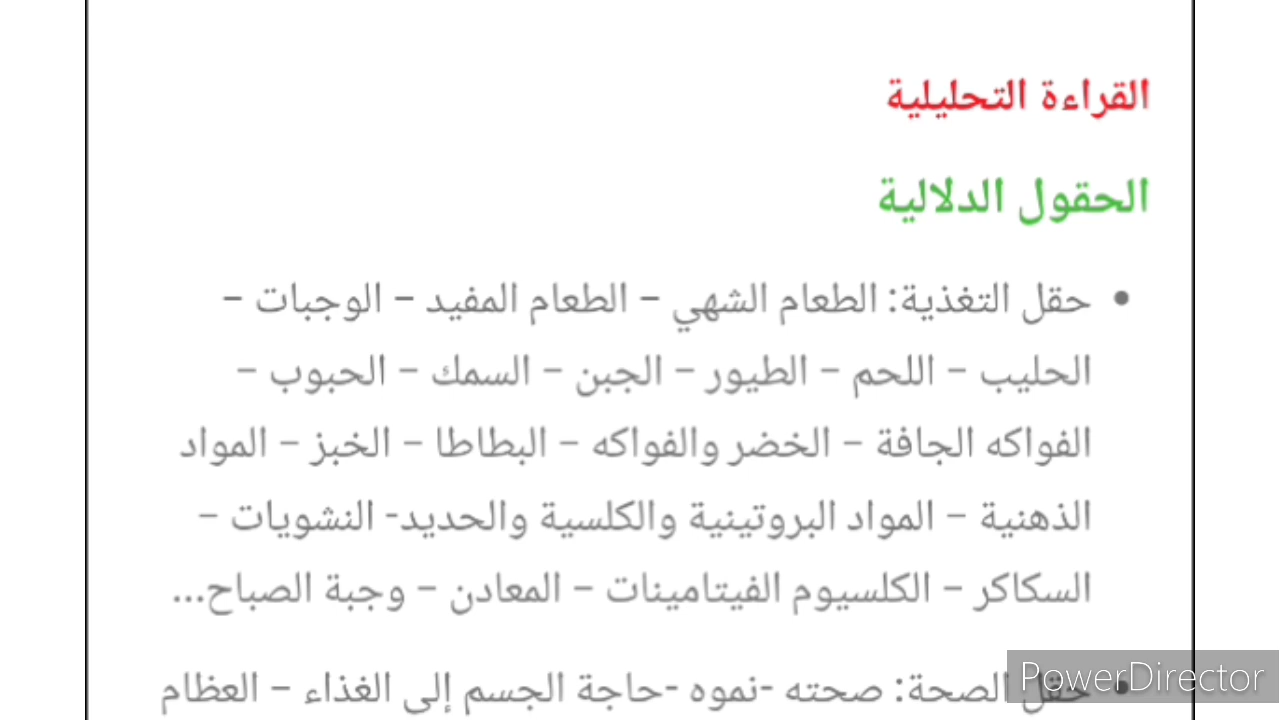 القراءة التحليلية
الحقول الدلالية
• حقل التغذية: الطعام الشهي – الطعام المفيد – الوجبات –
الحليب – اللحم – الطيور – الجبن – السمك – الحبوب –
الفواكه الجافة – الخضر والفواكه – البطاطا – الخبز – المواد
الذهنية – المواد البروتينية والكلسية والحديد- النشويات –
السكاكر – الكلسيوم الفيتامينات – المعادن – وجبة الصباح...
• حقل الصحة: صحته -نموه -حاجة الجسم إلى الغذاء – العظام
PowerDirector